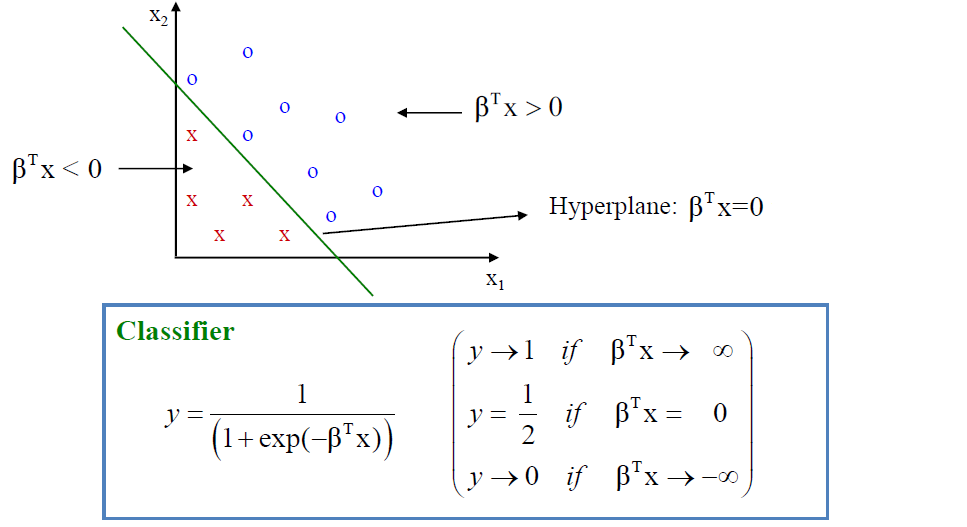 x₂
o
o
o
o
βᵀx > 0
x
o
βᵀx < 0
o
o
x
x
o
Hyperplane: βᵀx=0
x
x
x₁
Classifier
y = 1 / (1 + exp(−βᵀx))
y → 1 if βᵀx → ∞
y = 1/2 if βᵀx = 0
y → 0 if βᵀx → −∞